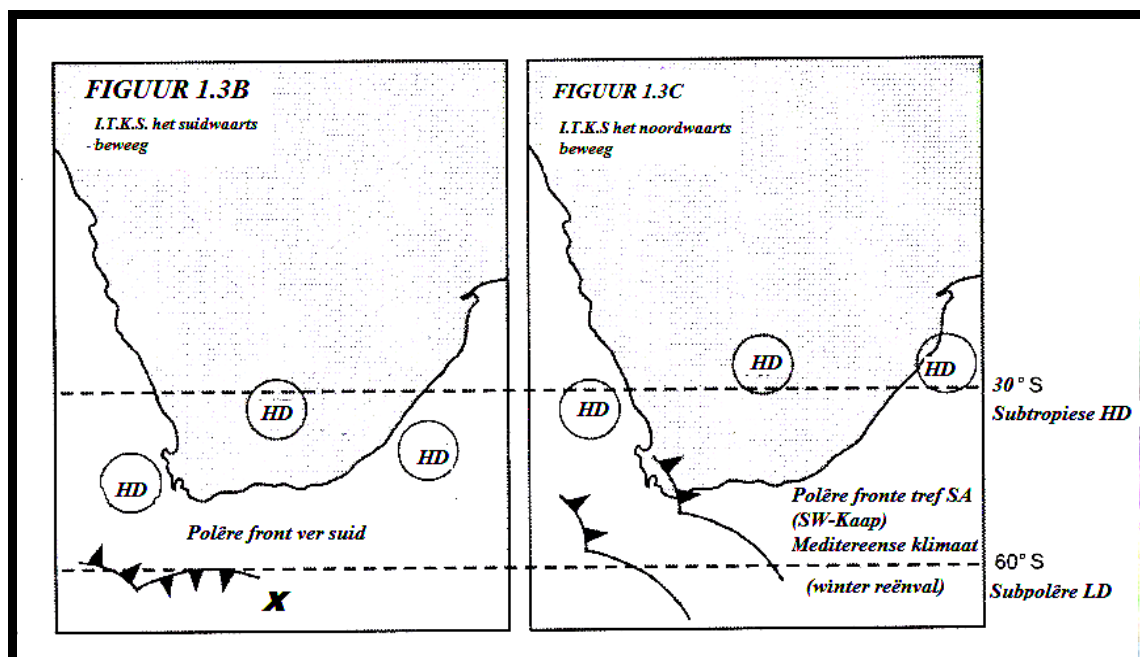 FIGUUR 1.3B
I.T.K.S. het suidwaarts
beweeg
HD
HD
HD
Polêre front ver suid
X
FIGUUR 1.3C
I.T.K.S het noordwaarts
beweeg
HD
HD
HD
30° S
Subtropiese HD
Polêre fronte tref SA
(SW-Kaap)
Meditereense klimaat
(winter reënval)
60° S
Subpolêre LD